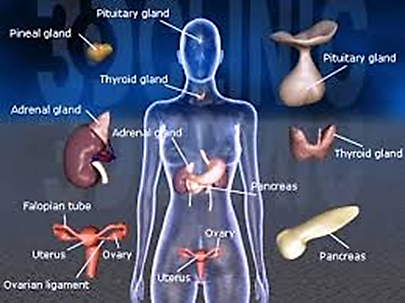 Pituitary gland
Pineal gland
Pituitary gland
Thyroid gland
Adrenal gland
Adrenal gland
Thyroid gland
Pancreas
Falopian tube
Ovary
Uterus
Ovary
Pancreas
Uterus
Ovarian ligament